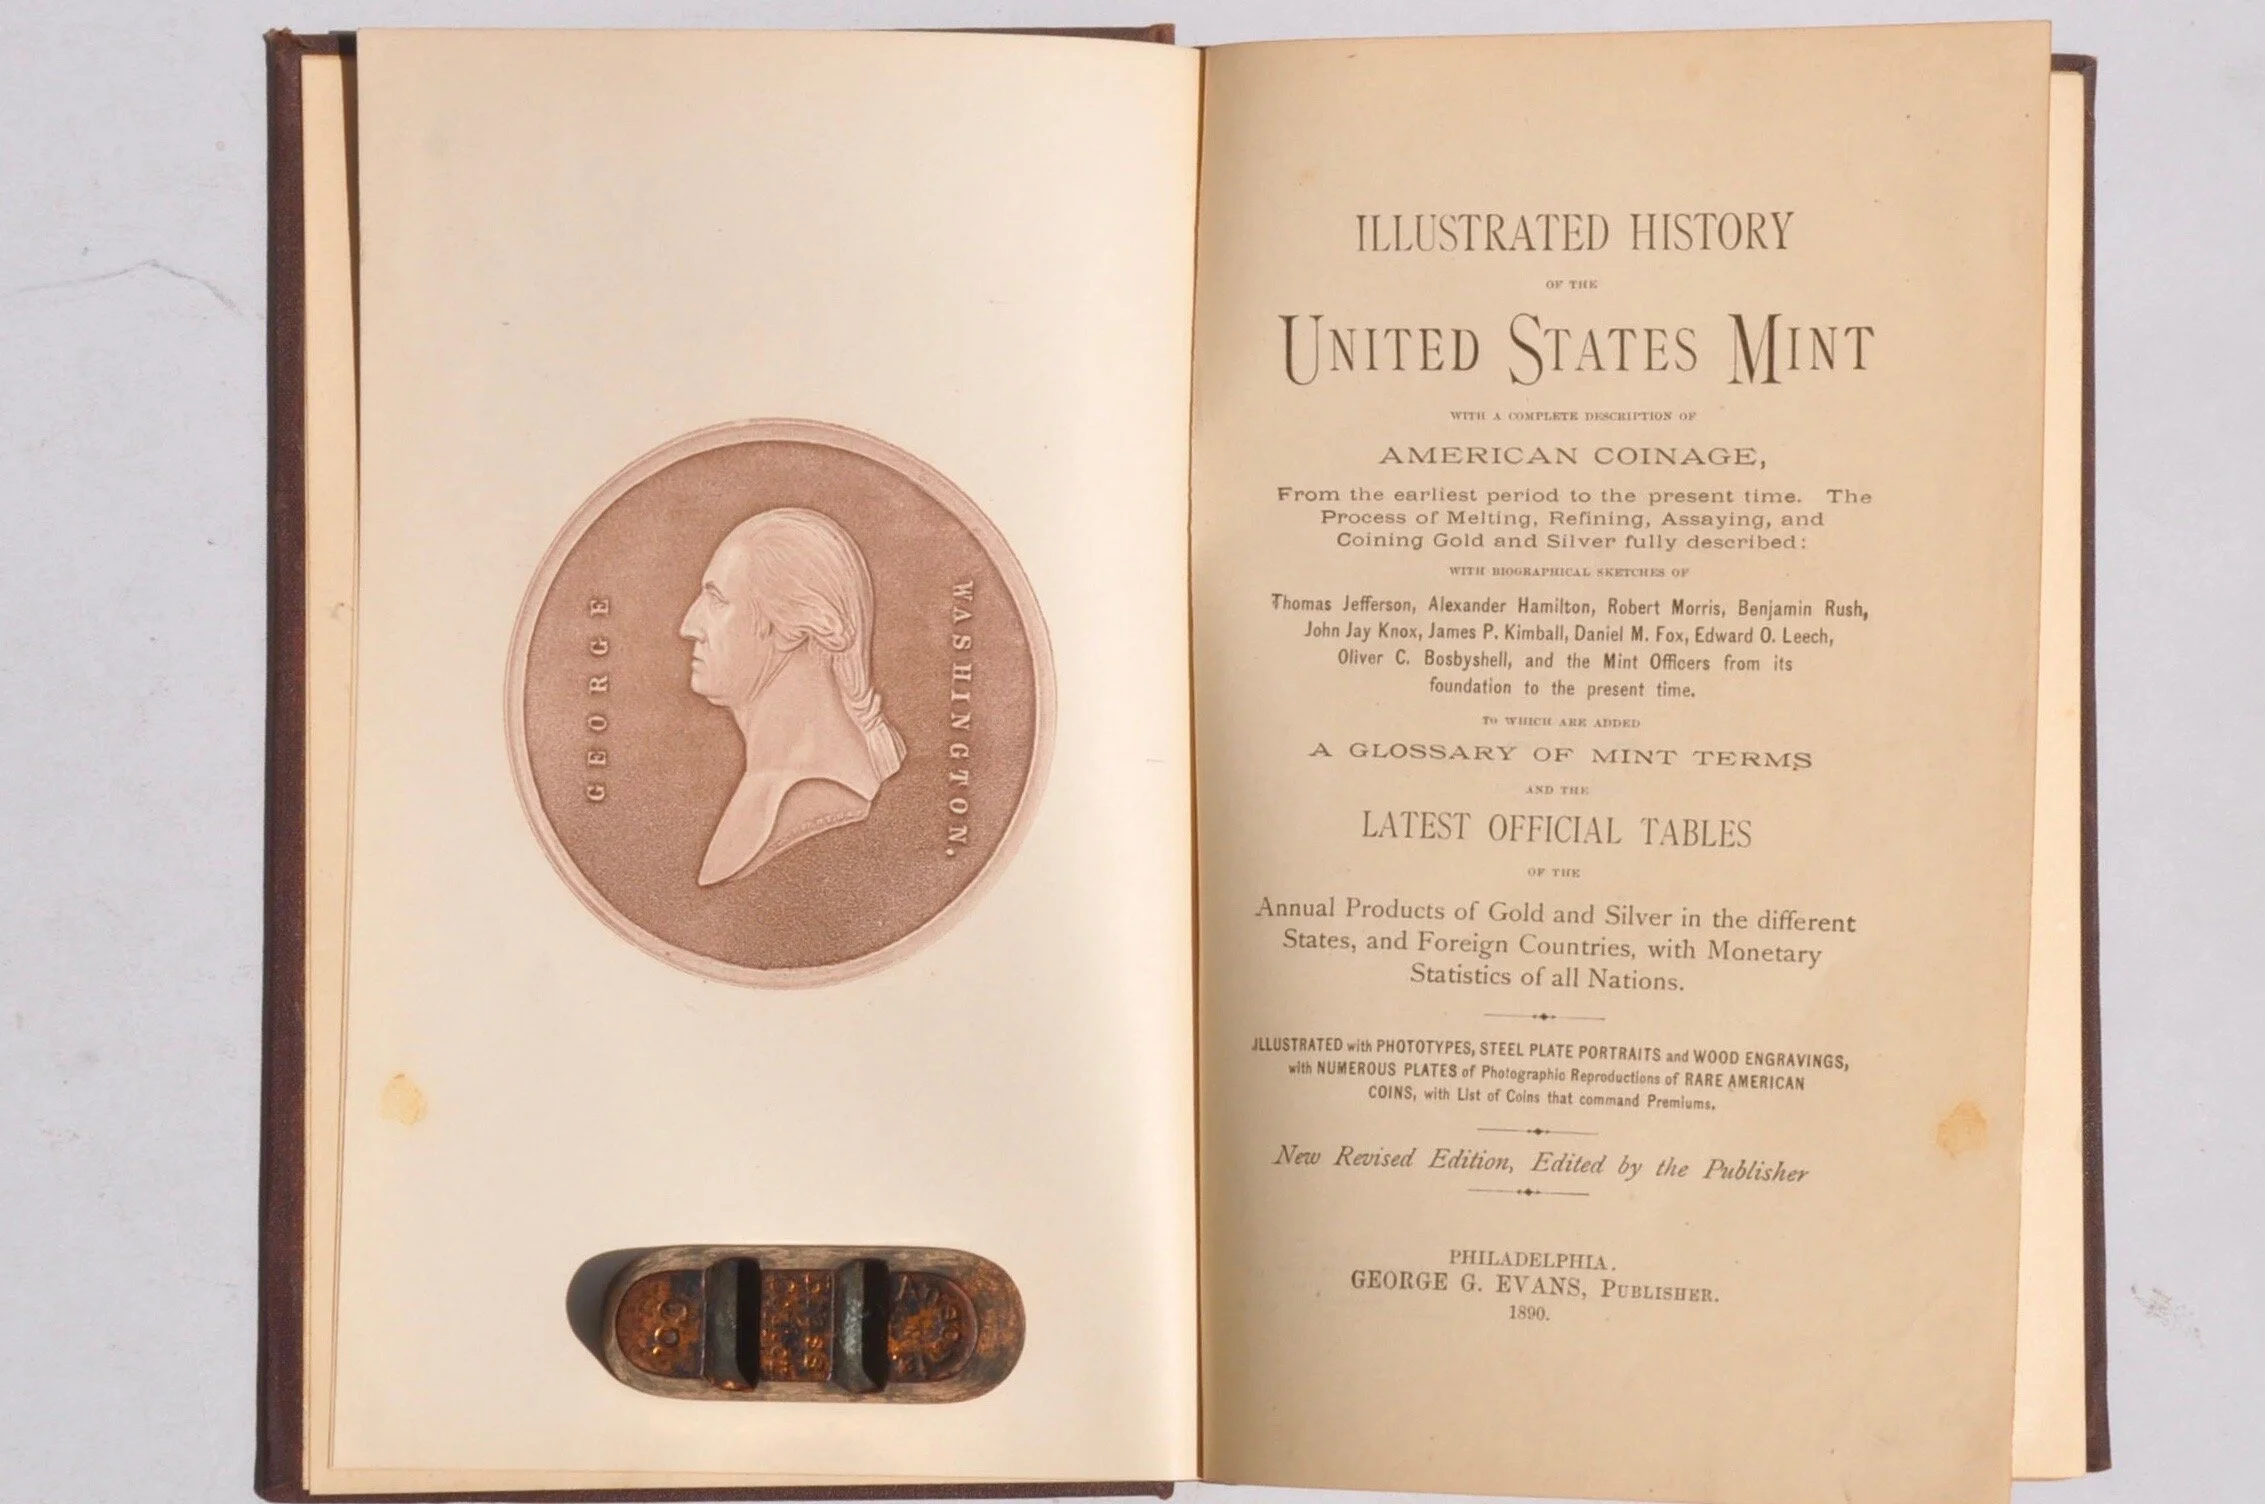 GEORGE
WASHINGTON.
ILLUSTRATED HISTORY
OF THE
UNITED STATES MINT
WITH A COMPLETE DESCRIPTION OF
AMERICAN COINAGE,
From the earliest period to the present time. The
Process of Melting, Refining, Assaying, and
Coining Gold and Silver fully described:
WITH BIOGRAPHICAL SKETCHES OF
Thomas Jefferson, Alexander Hamilton, Robert Morris, Benjamin Rush,
John Jay Knox, James P. Kimball, Daniel M. Fox, Edward O. Leech,
Oliver C. Bosbyshell, and the Mint Officers from its
foundation to the present time.
TO WHICH ARE ADDED
A GLOSSARY OF MINT TERMS
AND THE
LATEST OFFICIAL TABLES
OF THE
Annual Products of Gold and Silver in the different
States, and Foreign Countries, with Monetary
Statistics of all Nations.
ILLUSTRATED with PHOTOTYPES, STEEL PLATE PORTRAITS and WOOD ENGRAVINGS,
with NUMEROUS PLATES of Photographic Reproductions of RARE AMERICAN
COINS, with List of Coins that command Premiums.
New Revised Edition, Edited by the Publisher
PHILADELPHIA.
GEORGE G. EVANS, PUBLISHER.
1890.